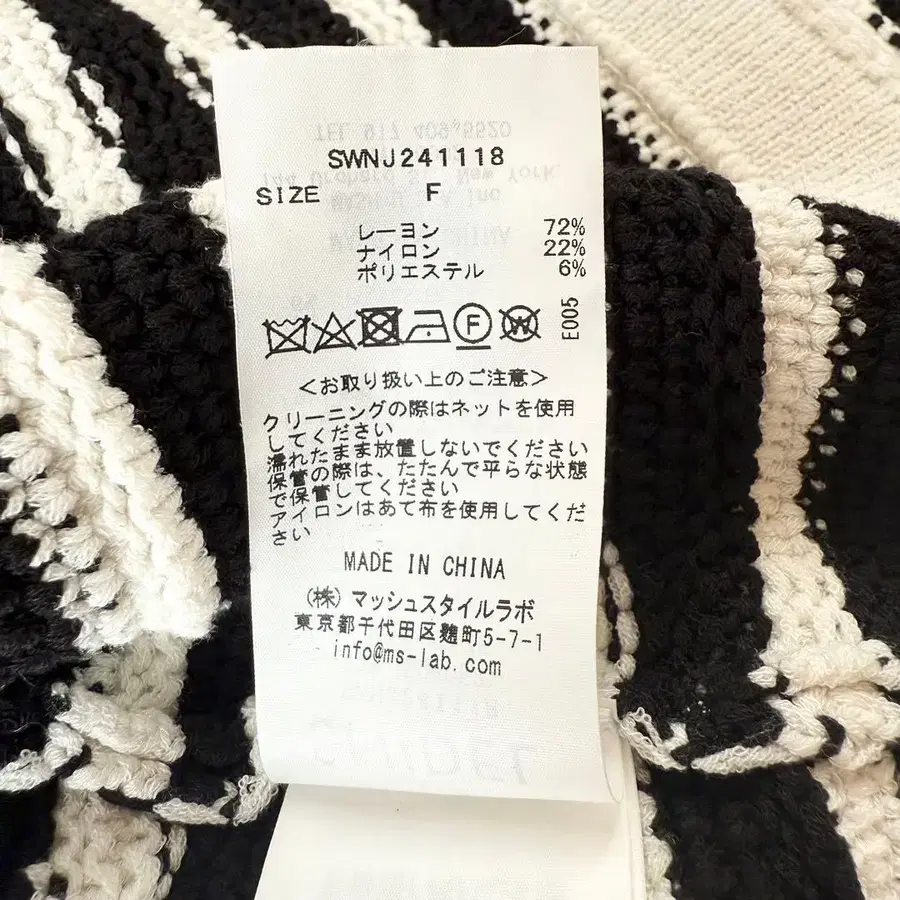 SWNJ241118
SIZE F
レーヨン 72%
ナイロン 22%
ポリエステル 6%
F W E005
<お取り扱い上のご注意>
クリーニングの際はネットを使用
してください
濡れたまま放置しないでください
保管の際は、たたんで平らな状態
で保管してください
アイロンはあて布を使用してくだ
さい
MADE IN CHINA
(株) マッシュスタイルラボ
東京都千代田区麹町5-7-1
info@ms-lab.com